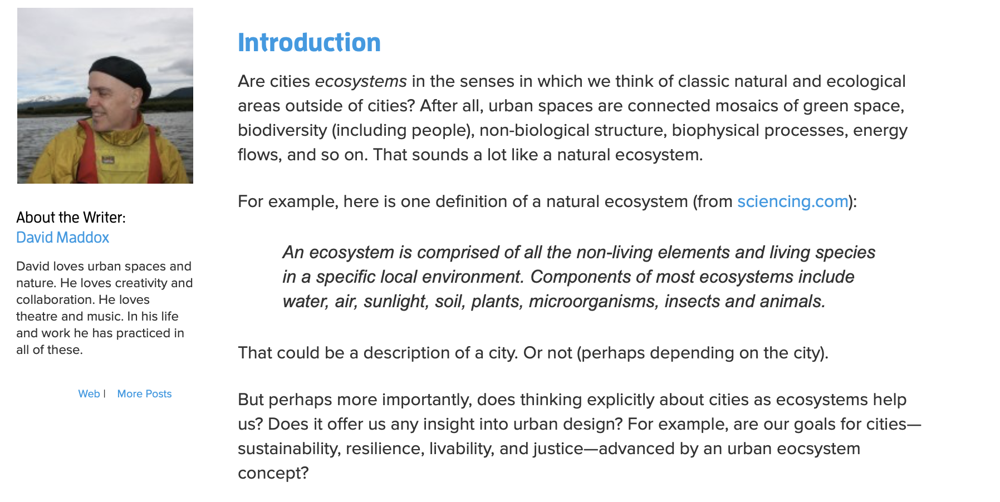 Introduction
Are cities ecosystems in the senses in which we think of classic natural and ecological
areas outside of cities? After all, urban spaces are connected mosaics of green space,
biodiversity (including people), non-biological structure, biophysical processes, energy
flows, and so on. That sounds a lot like a natural ecosystem.
For example, here is one definition of a natural ecosystem (from sciencing.com):
An ecosystem is comprised of all the non-living elements and living species
in a specific local environment. Components of most ecosystems include
water, air, sunlight, soil, plants, microorganisms, insects and animals.
That could be a description of a city. Or not (perhaps depending on the city).
But perhaps more importantly, does thinking explicitly about cities as ecosystems help
us? Does it offer us any insight into urban design? For example, are our goals for cities—
sustainability, resilience, livability, and justice—advanced by an urban eocsystem
concept?
About the Writer:
David Maddox
David loves urban spaces and
nature. He loves creativity and
collaboration. He loves
theatre and music. In his life
and work he has practiced in
all of these.
Web | More Posts